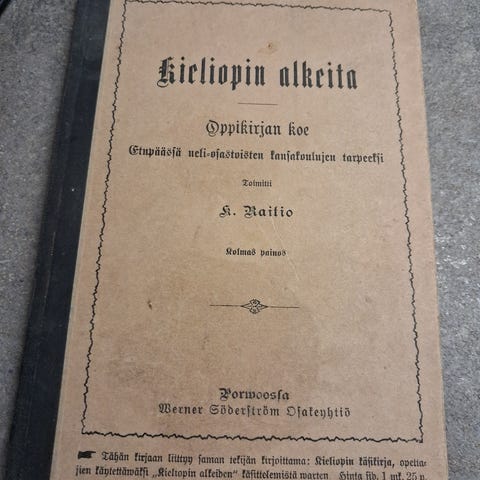 Kieliopin alkeita
Oppikirjan koe
Etupäässä neli-osastoisten kansakoulujen tarpeeksi
Toimitti
K. Raitio
Kolmas painos
Porwoossa
Werner Söderström Osakeyhtiö
Tähän kirjaan liittyy saman tekijän kirjoittama: Kieliopin käsikirja, opetta-
jien käytettäwäksi „Kieliopin alkeiden" käsittelemistä warten. Hinta sid. 1 mk. 25 p.